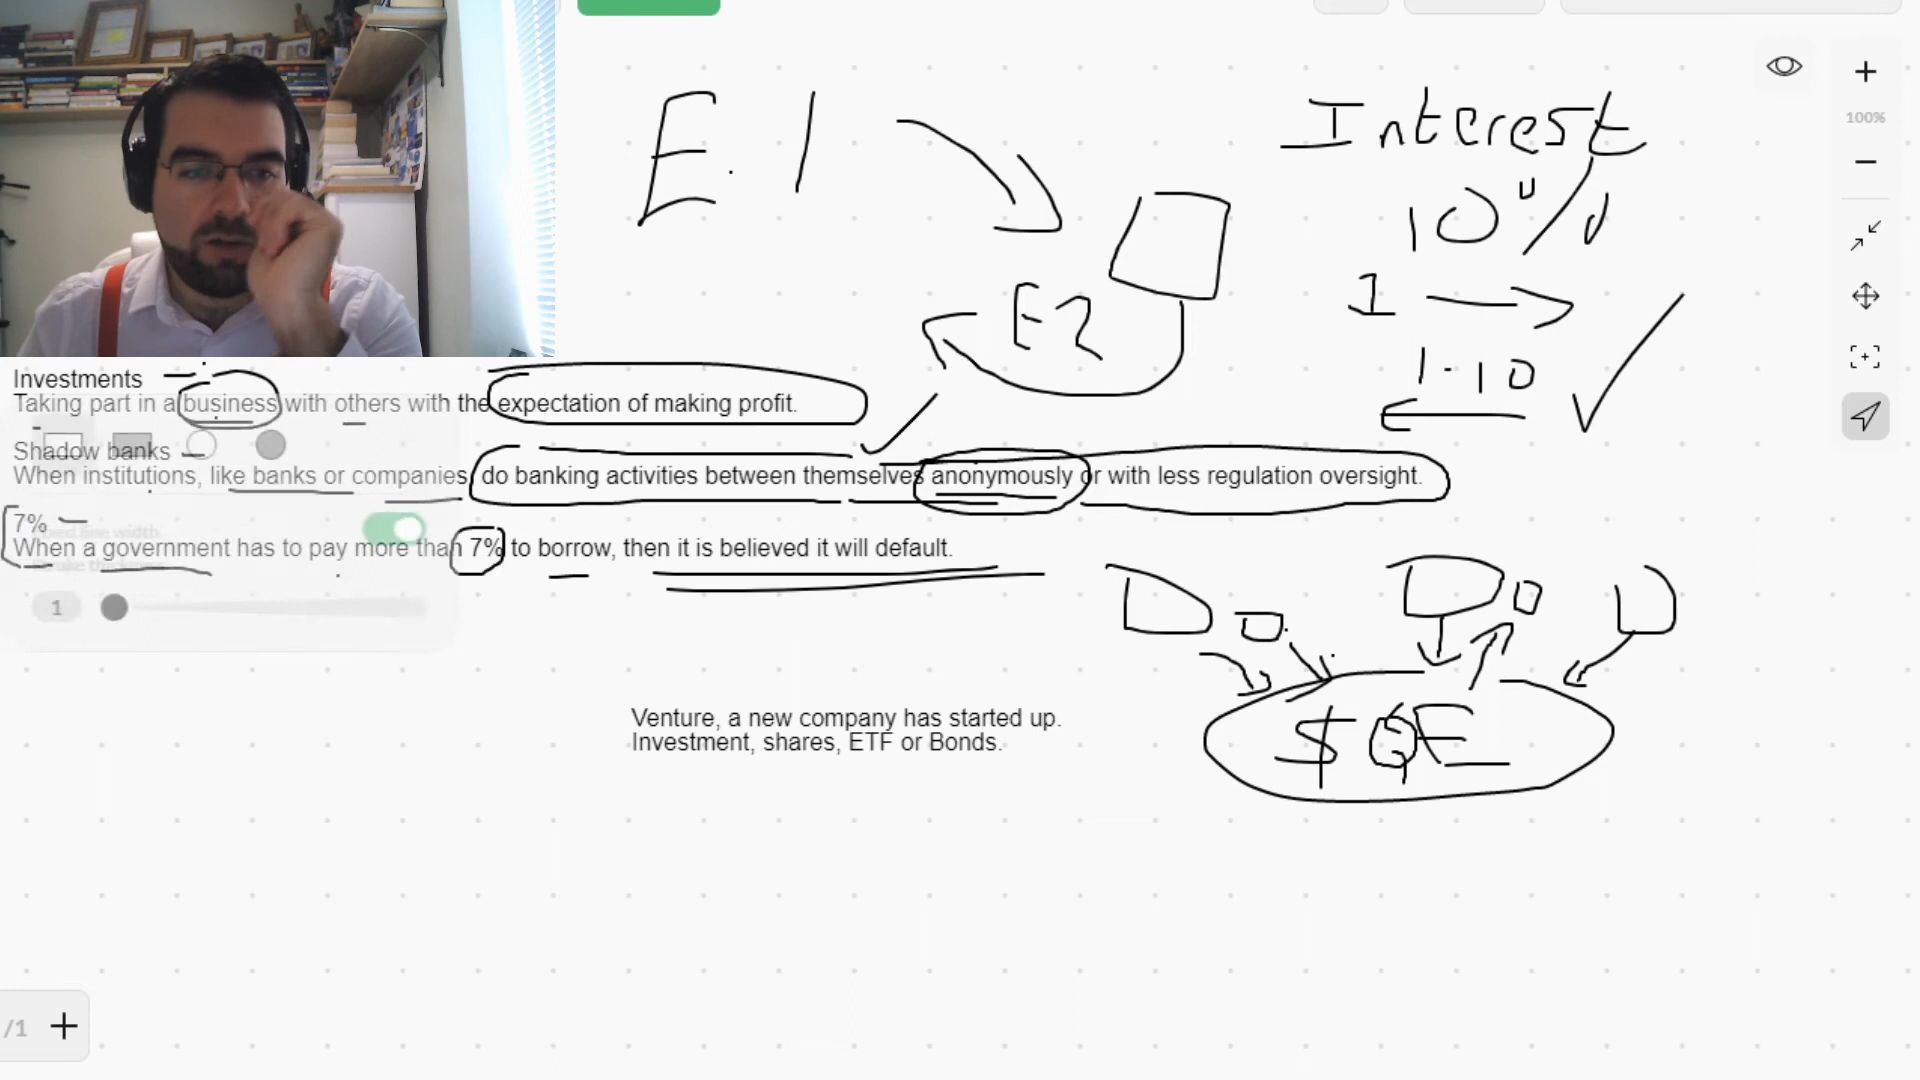 E. 1
Interest
10%
100%
E2
1
1.10
Investments
Taking part in a business with others with the expectation of making profit.
Shadow banks
When institutions, like banks or companies, do banking activities between themselves anonymously or with less regulation oversight.
7%
When a government has to pay more than 7% to borrow, then it is believed it will default.
1
D
D
D
Venture, a new company has started up.
Investment, shares, ETF or Bonds.
/1